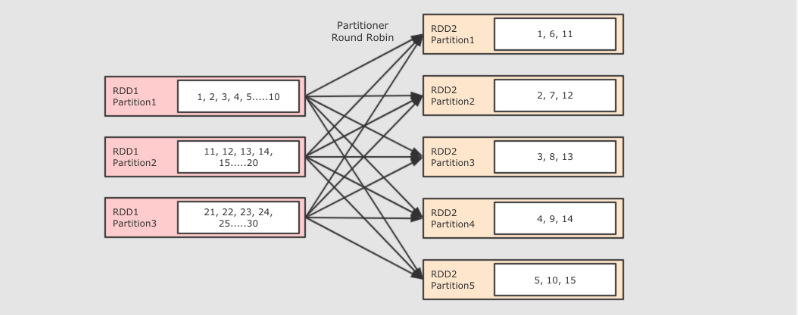 Partitioner
Round Robin
RDD1
Partition1
1, 2, 3, 4, 5.....10
RDD1
Partition2
11, 12, 13, 14,
15.....20
RDD1
Partition3
21, 22, 23, 24,
25.....30
RDD2
Partition1
1, 6, 11
RDD2
Partition2
2, 7, 12
RDD2
Partition3
3, 8, 13
RDD2
Partition4
4, 9, 14
RDD2
Partition5
5, 10, 15